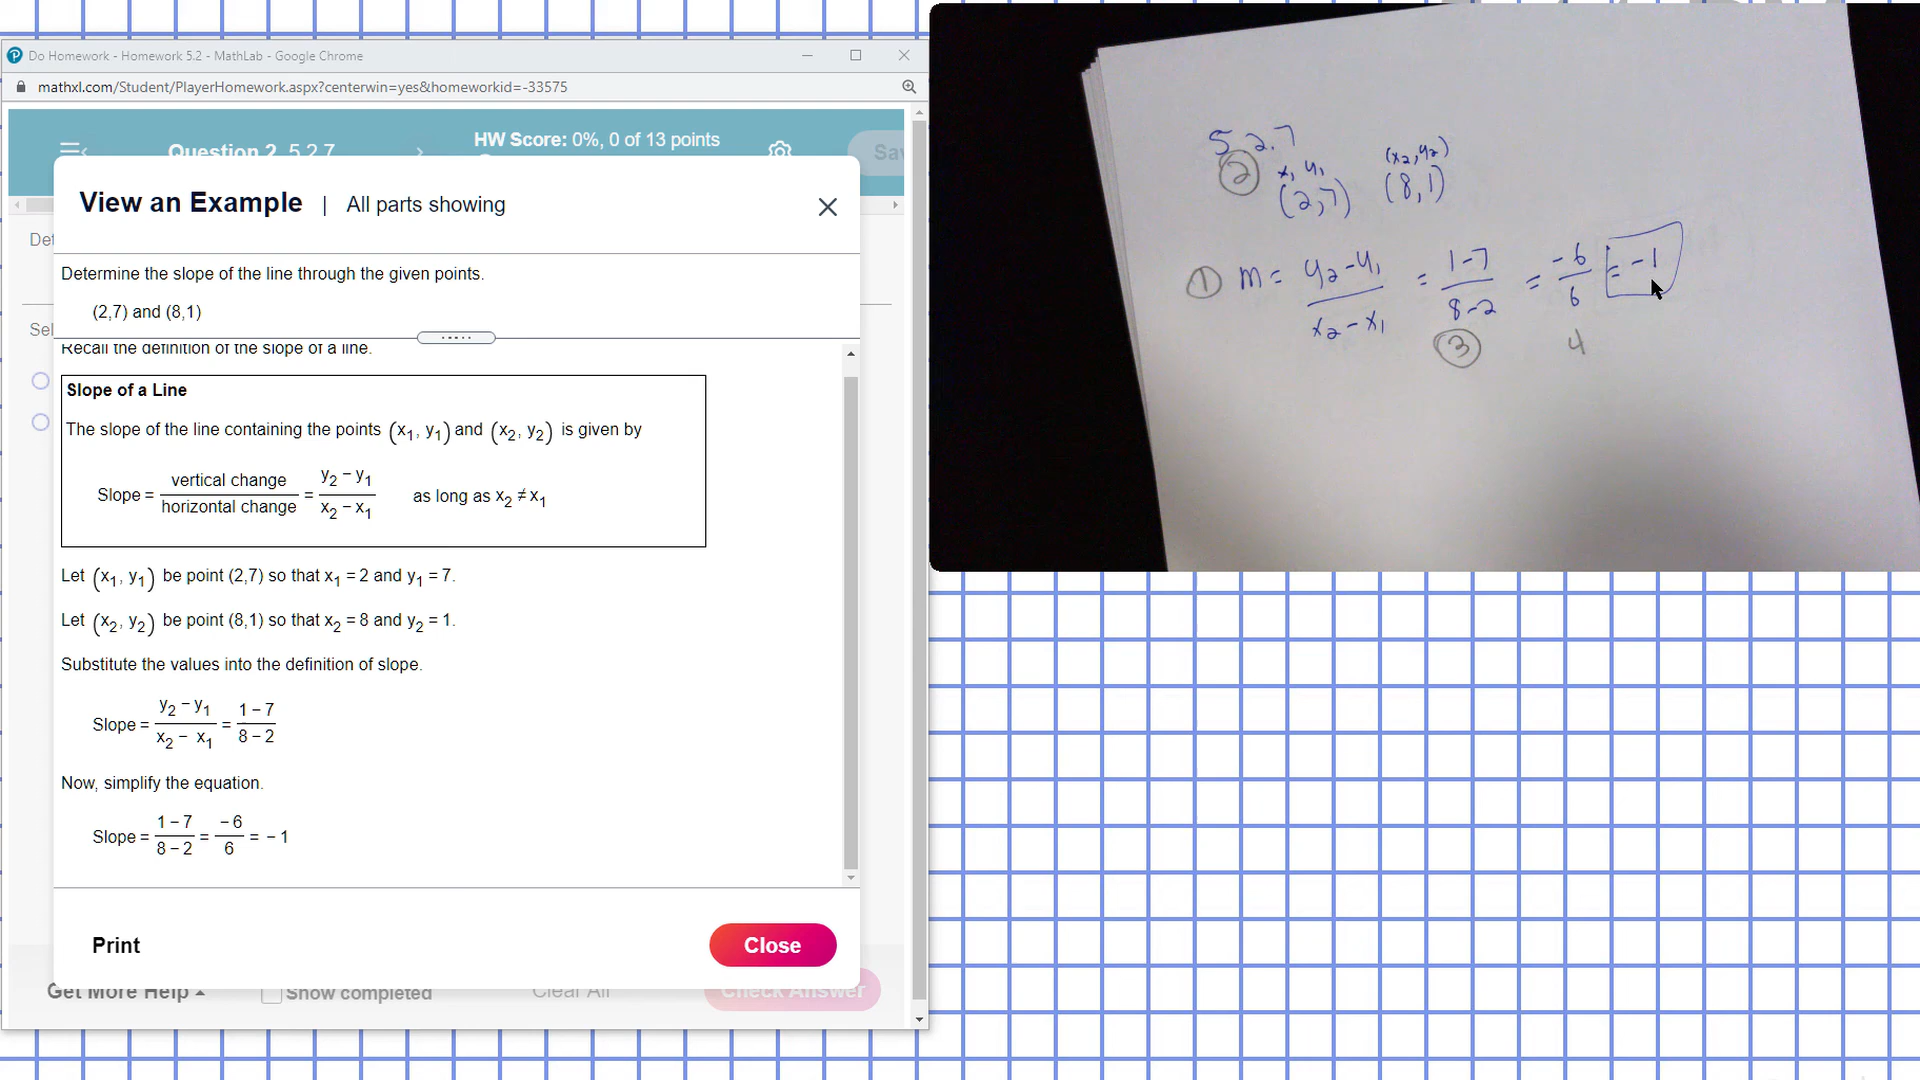 Do Homework - Homework 5.2 - MathLab - Google Chrome
mathxl.com/Student/PlayerHomework.aspx?centerwin=yes&homeworkid=-33575
Question 2, 5.2.7
HW Score: 0%, 0 of 13 points
View an Example | All parts showing
Determine the slope of the line through the given points.
(2,7) and (8,1)
Recall the definition of the slope of a line.
Slope of a Line
The slope of the line containing the points (x₁, y₁) and (x₂, y₂) is given by
Slope = vertical change / horizontal change = y₂ − y₁ / x₂ − x₁ as long as x₂ ≠ x₁
Let (x₁, y₁) be point (2,7) so that x₁ = 2 and y₁ = 7.
Let (x₂, y₂) be point (8,1) so that x₂ = 8 and y₂ = 1.
Substitute the values into the definition of slope.
Slope = y₂ − y₁ / x₂ − x₁ = 1 − 7 / 8 − 2
Now, simplify the equation.
Slope = 1 − 7 / 8 − 2 = − 6 / 6 = − 1
Print
Close
Get More Help
Show completed
Clear All
Check Answer
5.2.7
② x₁ y₁ (x₂, y₂)
(2,7) (8,1)
① m = y₂ − y₁ / x₂ − x₁ = 1 − 7 / 8 − 2 = −6 / 6 = −1
③ 4